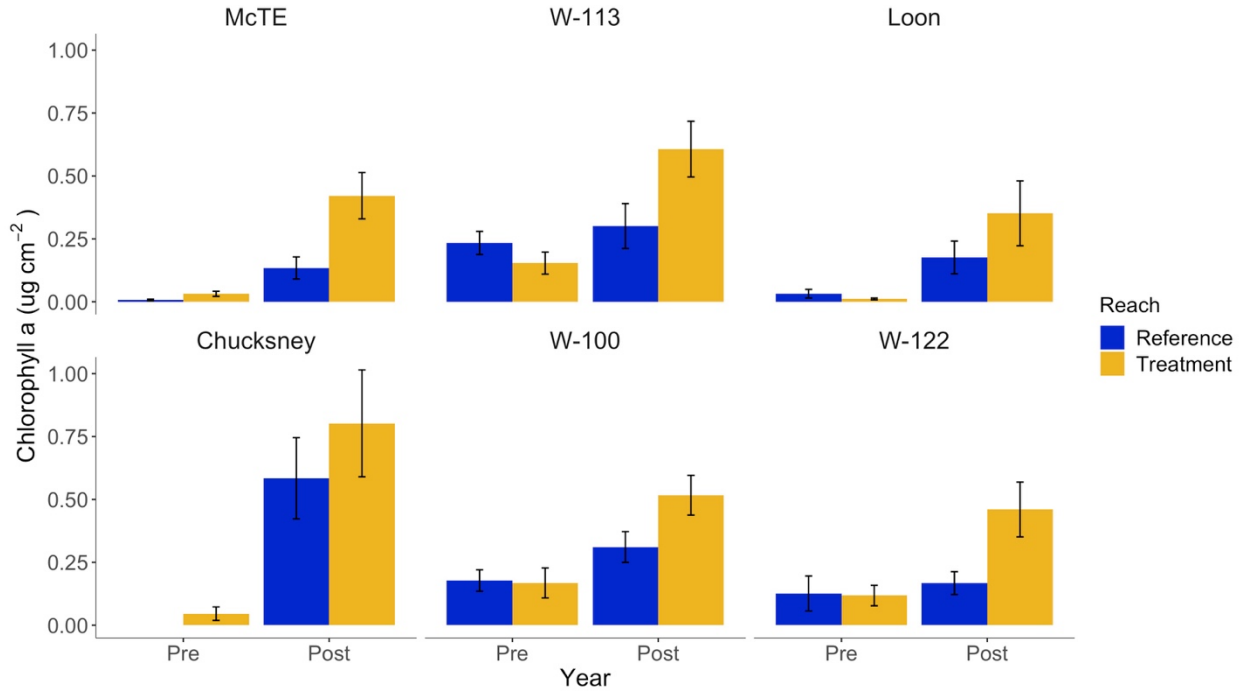 McTE W-113 Loon
1.00
0.75
0.50
0.25
0.00
Chucksney W-100 W-122
1.00
0.75
0.50
0.25
0.00
Chlorophyll a (ug cm⁻² )
Pre Post Pre Post Pre Post
Year
Reach
Reference
Treatment